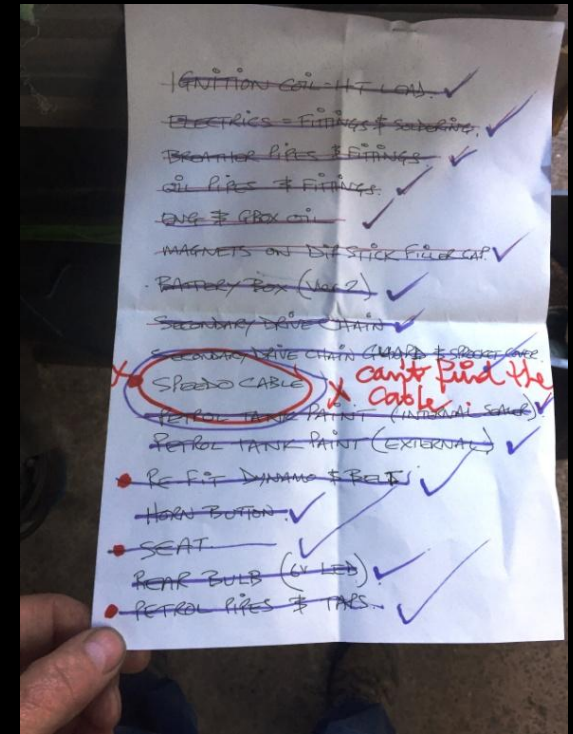 IGNITION COIL-HT LEAD.
ELECTRICS = FITTINGS & SOLDERING.
BREATHER PIPES & FITTINGS
OIL PIPES & FITTINGS.
ENG & GBOX OIL
MAGNETS ON DIPSTICK FILLER CAP.
BATTERY BOX (Ver 2)
SECONDARY DRIVE CHAIN
SECONDARY DRIVE CHAIN GUARD & SPROCKET COVER.
SPEEDO CABLE
can't find the
Cable.
PETROL TANK PAINT (INTERNAL SEALER)
PETROL TANK PAINT (EXTERNAL)
RE FIT DYNAMO & BELT
HORN BUTTON.
SEAT.
REAR BULB (6V LED)
PETROL PIPES & TAPS.